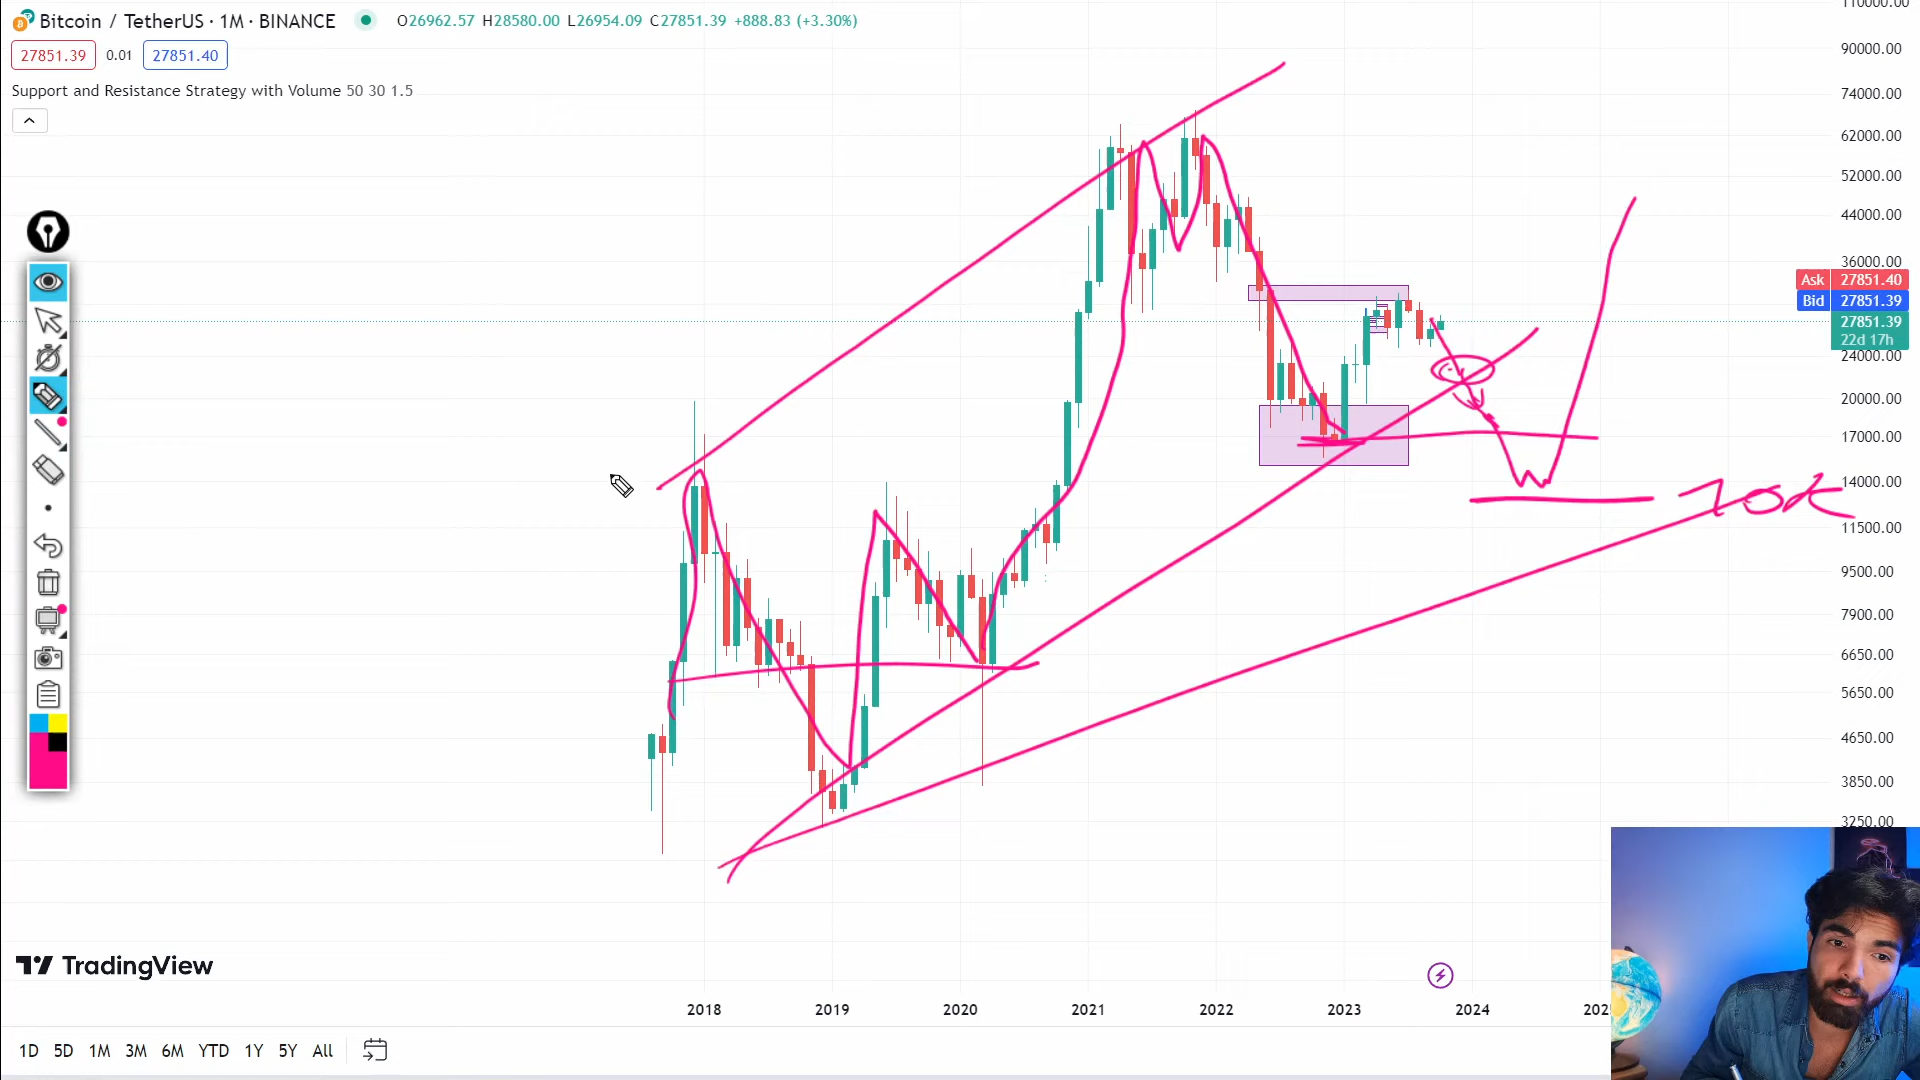 Bitcoin / TetherUS · 1M · BINANCE
O26962.57 H28580.00 L26954.09 C27851.39 +888.83 (+3.30%)
27851.39 0.01 27851.40
Support and Resistance Strategy with Volume 50 30 1.5
110000.00
90000.00
74000.00
62000.00
52000.00
44000.00
36000.00
Ask 27851.40
Bid 27851.39
27851.39
22d 17h
24000.00
20000.00
17000.00
14000.00
11500.00
9500.00
7900.00
6650.00
5650.00
4650.00
3850.00
3250.00
TradingView
2018 2019 2020 2021 2022 2023 2024
1D 5D 1M 3M 6M YTD 1Y 5Y All